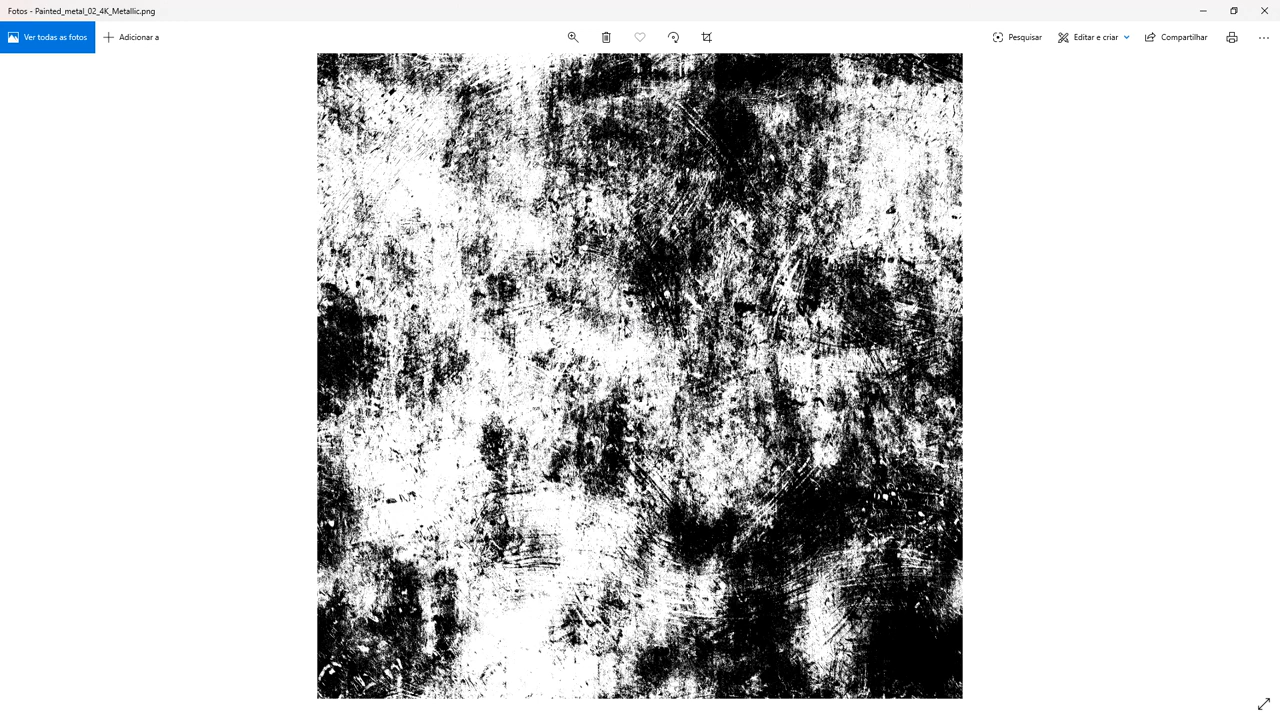 Fotos - Painted_metal_02_4K_Metallic.png
Ver todas as fotos
Adicionar a
Pesquisar
Editar e criar
Compartilhar